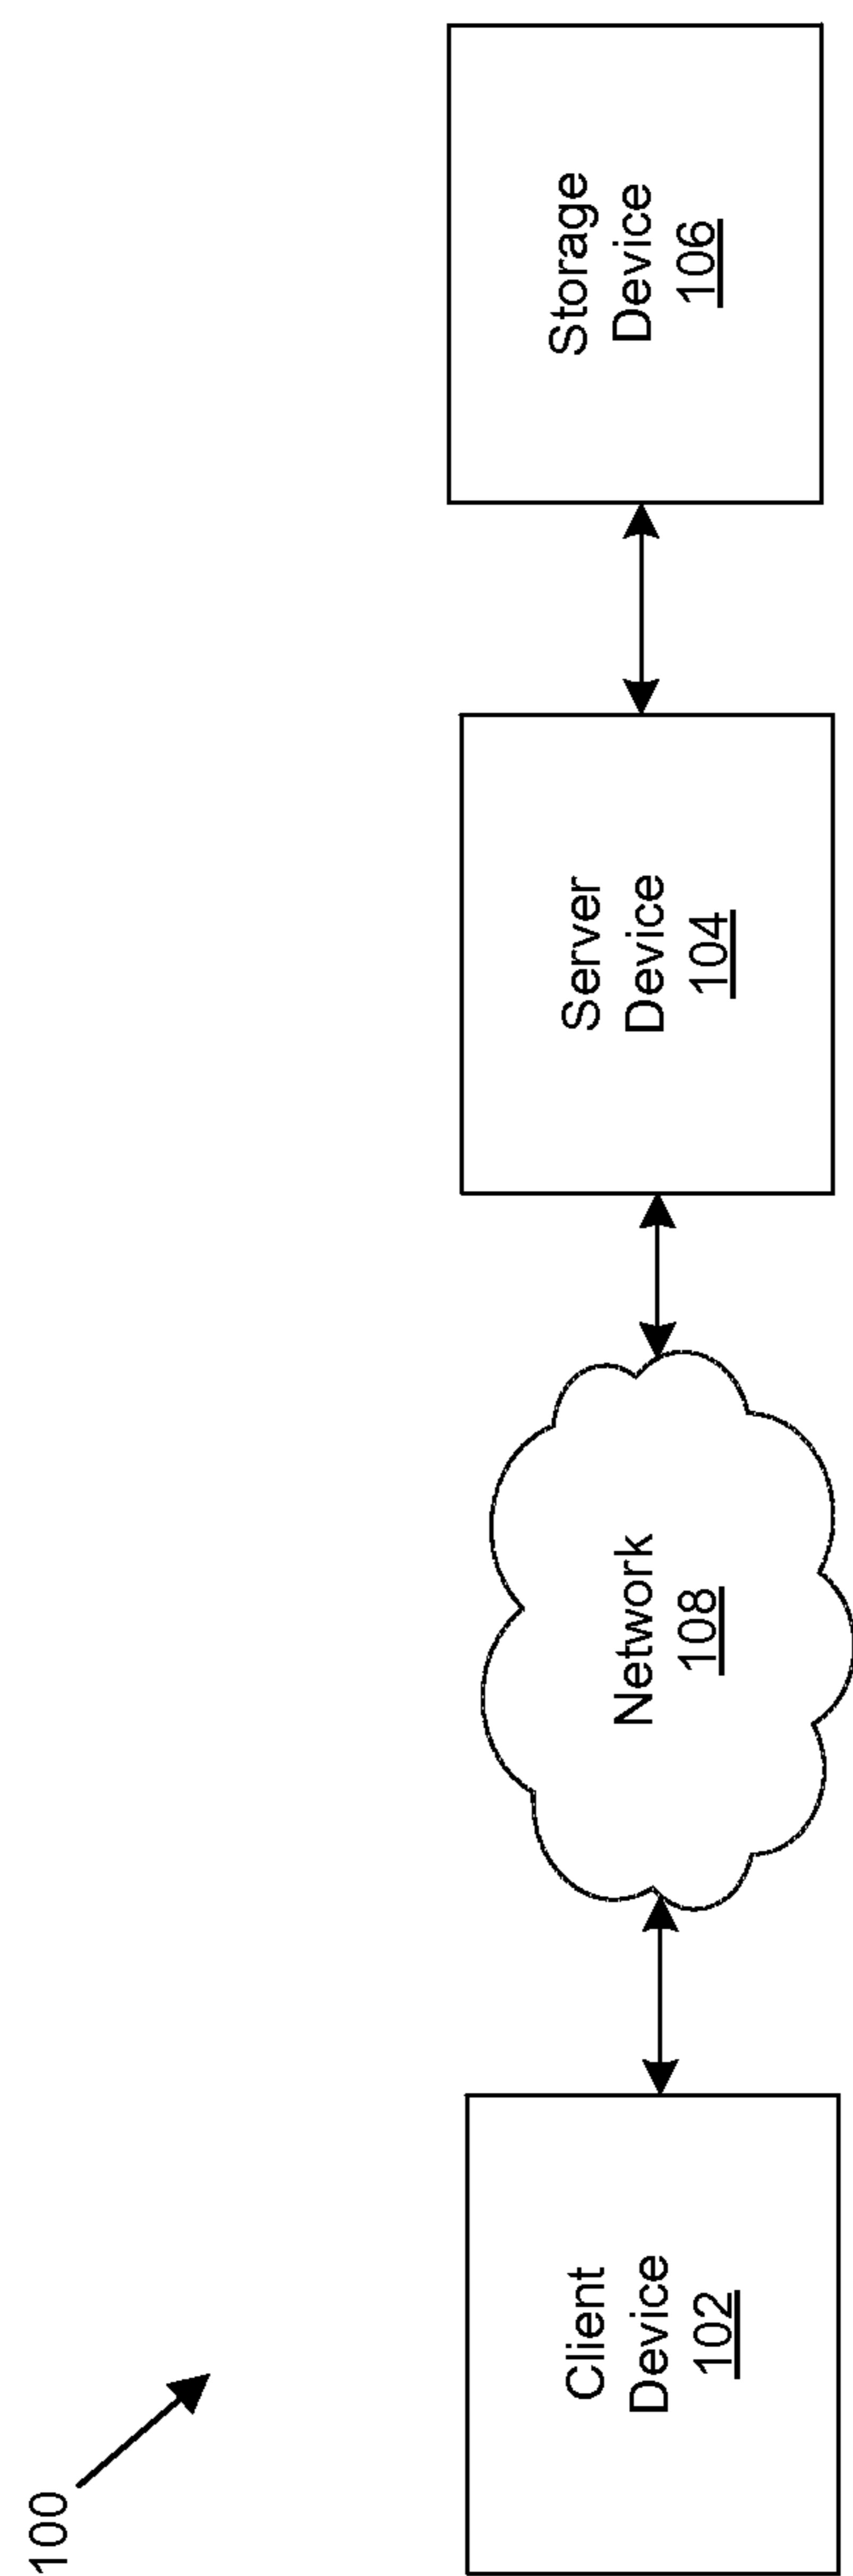 100
Client
Device
102
Network
108
Server
Device
104
Storage
Device
106